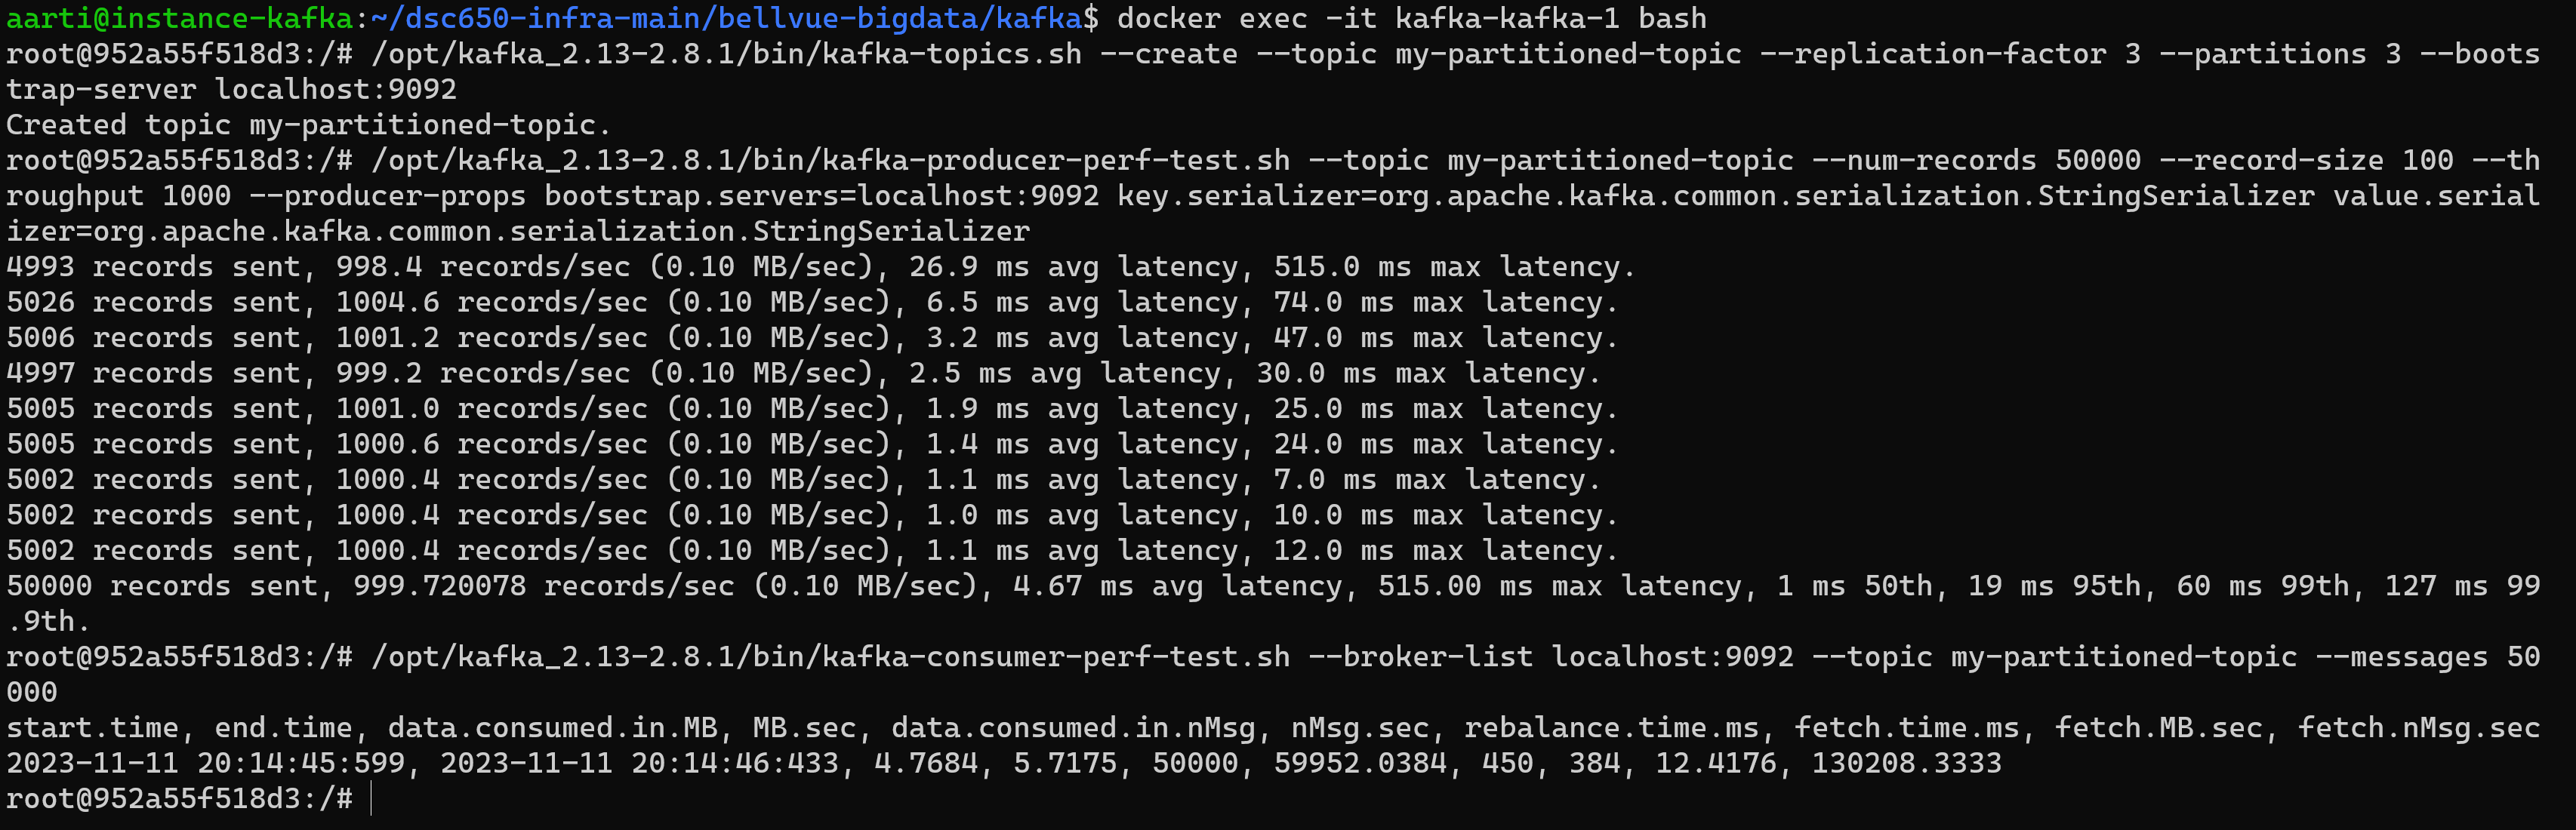 aarti@instance-kafka:~/dsc650-infra-main/bellvue-bigdata/kafka$ docker exec -it kafka-kafka-1 bash
root@952a55f518d3:/# /opt/kafka_2.13-2.8.1/bin/kafka-topics.sh --create --topic my-partitioned-topic --replication-factor 3 --partitions 3 --boots
trap-server localhost:9092
Created topic my-partitioned-topic.
root@952a55f518d3:/# /opt/kafka_2.13-2.8.1/bin/kafka-producer-perf-test.sh --topic my-partitioned-topic --num-records 50000 --record-size 100 --th
roughput 1000 --producer-props bootstrap.servers=localhost:9092 key.serializer=org.apache.kafka.common.serialization.StringSerializer value.serial
izer=org.apache.kafka.common.serialization.StringSerializer
4993 records sent, 998.4 records/sec (0.10 MB/sec), 26.9 ms avg latency, 515.0 ms max latency.
5026 records sent, 1004.6 records/sec (0.10 MB/sec), 6.5 ms avg latency, 74.0 ms max latency.
5006 records sent, 1001.2 records/sec (0.10 MB/sec), 3.2 ms avg latency, 47.0 ms max latency.
4997 records sent, 999.2 records/sec (0.10 MB/sec), 2.5 ms avg latency, 30.0 ms max latency.
5005 records sent, 1001.0 records/sec (0.10 MB/sec), 1.9 ms avg latency, 25.0 ms max latency.
5005 records sent, 1000.6 records/sec (0.10 MB/sec), 1.4 ms avg latency, 24.0 ms max latency.
5002 records sent, 1000.4 records/sec (0.10 MB/sec), 1.1 ms avg latency, 7.0 ms max latency.
5002 records sent, 1000.4 records/sec (0.10 MB/sec), 1.0 ms avg latency, 10.0 ms max latency.
5002 records sent, 1000.4 records/sec (0.10 MB/sec), 1.1 ms avg latency, 12.0 ms max latency.
50000 records sent, 999.720078 records/sec (0.10 MB/sec), 4.67 ms avg latency, 515.00 ms max latency, 1 ms 50th, 19 ms 95th, 60 ms 99th, 127 ms 99
.9th.
root@952a55f518d3:/# /opt/kafka_2.13-2.8.1/bin/kafka-consumer-perf-test.sh --broker-list localhost:9092 --topic my-partitioned-topic --messages 50
000
start.time, end.time, data.consumed.in.MB, MB.sec, data.consumed.in.nMsg, nMsg.sec, rebalance.time.ms, fetch.time.ms, fetch.MB.sec, fetch.nMsg.sec
2023-11-11 20:14:45:599, 2023-11-11 20:14:46:433, 4.7684, 5.7175, 50000, 59952.0384, 450, 384, 12.4176, 130208.3333
root@952a55f518d3:/#